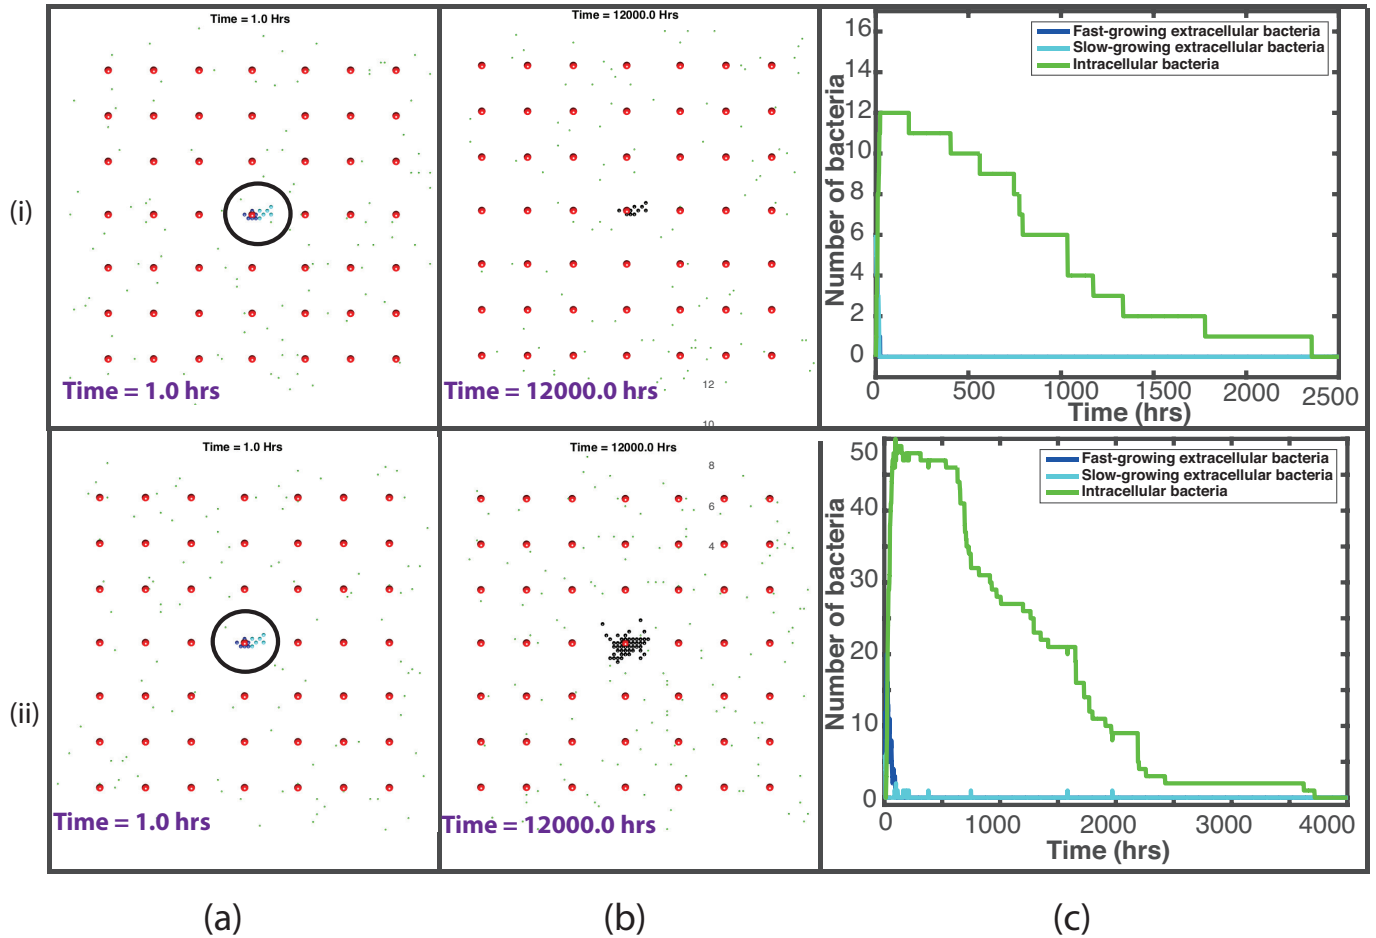 Time = 1.0 Hrs
Time = 12000.0 Hrs
(i)
Time = 1.0 hrs
Time = 12000.0 hrs
12
10
Number of bacteria
16
14
12
10
8
6
4
2
0
0 500 1000 1500 2000 2500
Time (hrs)
Fast-growing extracellular bacteria
Slow-growing extracellular bacteria
Intracellular bacteria
Time = 1.0 Hrs
Time = 12000.0 Hrs
(ii)
8
4
Time = 1.0 hrs
Time = 12000.0 hrs
Number of bacteria
50
40
30
20
10
0
0 1000 2000 3000 4000
Time (hrs)
Fast-growing extracellular bacteria
Slow-growing extracellular bacteria
Intracellular bacteria
(a) (b) (c)